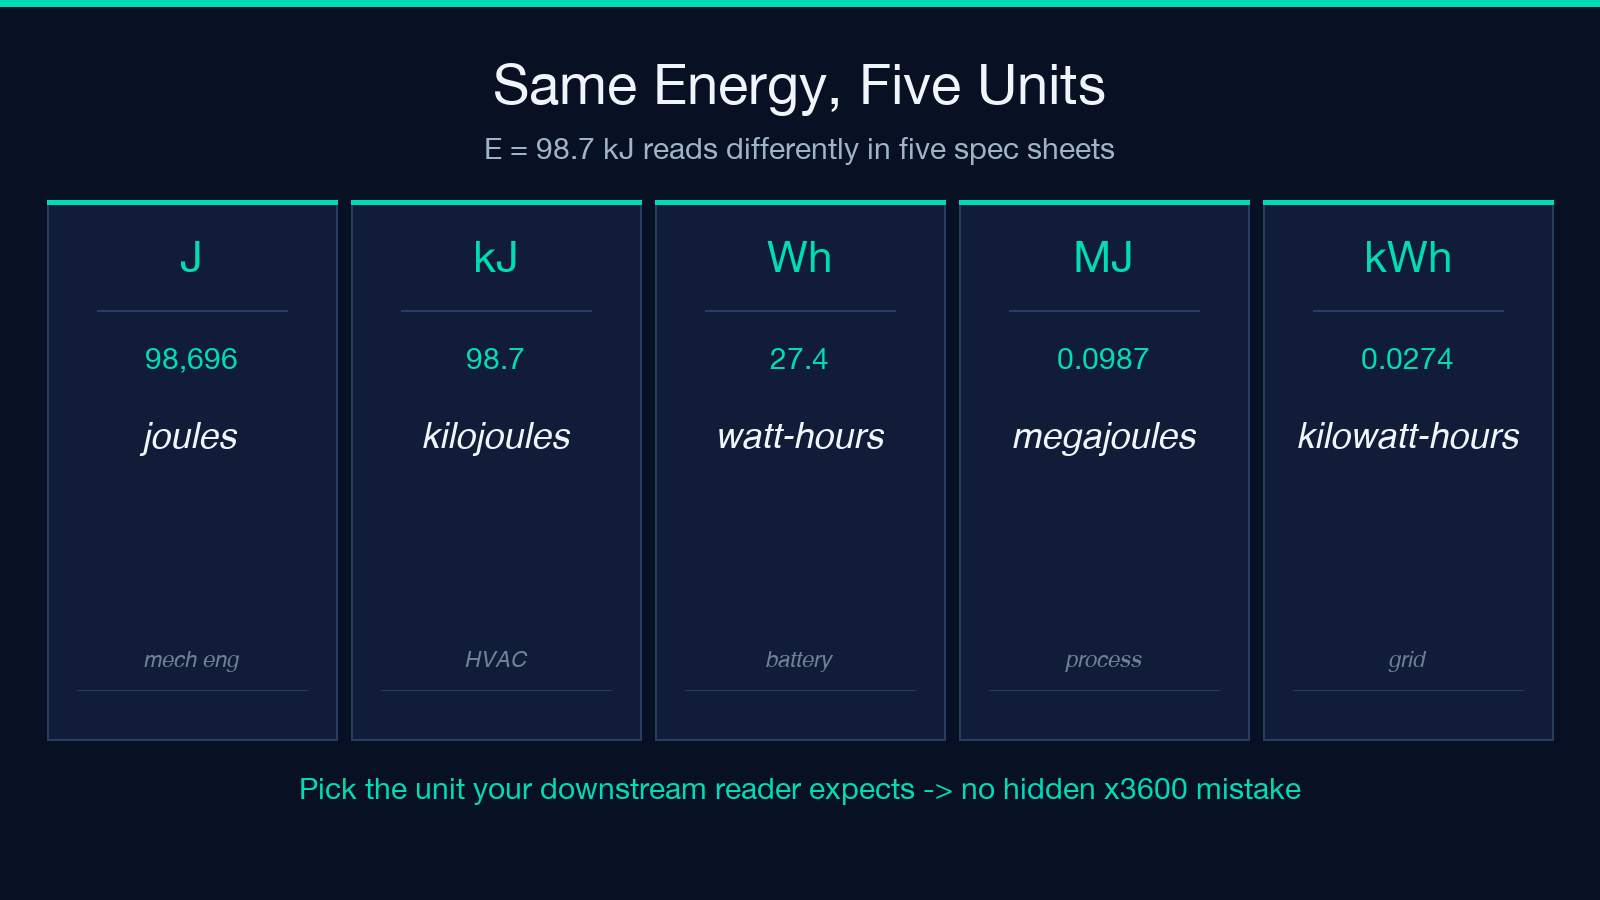 Same Energy, Five Units
E = 98.7 kJ reads differently in five spec sheets
J
98,696
joules
mech eng
kJ
98.7
kilojoules
HVAC
Wh
27.4
watt-hours
battery
MJ
0.0987
megajoules
process
kWh
0.0274
kilowatt-hours
grid
Pick the unit your downstream reader expects -> no hidden x3600 mistake